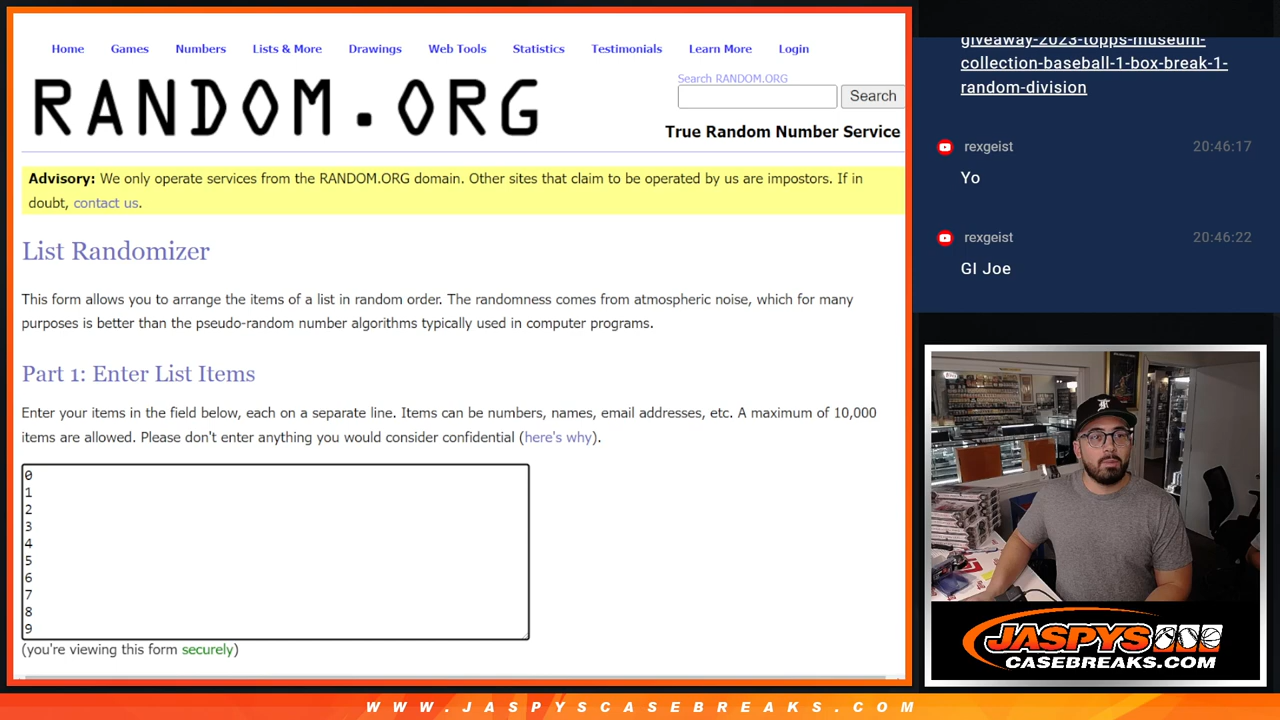 Home Games Numbers Lists & More Drawings Web Tools Statistics Testimonials Learn More Login
RANDOM.ORG
Search RANDOM.ORG
Search
True Random Number Service
Advisory: We only operate services from the RANDOM.ORG domain. Other sites that claim to be operated by us are impostors. If in
doubt, contact us.
List Randomizer
This form allows you to arrange the items of a list in random order. The randomness comes from atmospheric noise, which for many
purposes is better than the pseudo-random number algorithms typically used in computer programs.
Part 1: Enter List Items
Enter your items in the field below, each on a separate line. Items can be numbers, names, email addresses, etc. A maximum of 10,000
items are allowed. Please don't enter anything you would consider confidential (here's why).
0
1
2
3
4
5
6
7
8
9
(you're viewing this form securely)
giveaway-2023-topps-museum-
collection-baseball-1-box-break-1-
random-division
rexgeist 20:46:17
Yo
rexgeist 20:46:22
GI Joe
JASPYS
CASEBREAKS.COM
WWW.JASPYSCASEBREAKS.COM